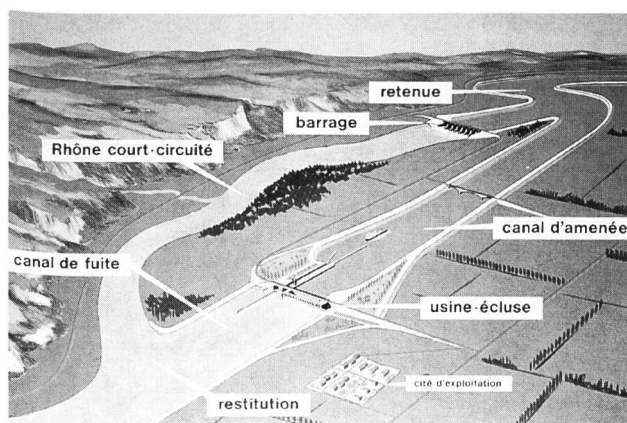 retenue
barrage
Rhône court·circuité
canal d'amenée
canal de fuite
usine·écluse
cité d'exploitation
restitution